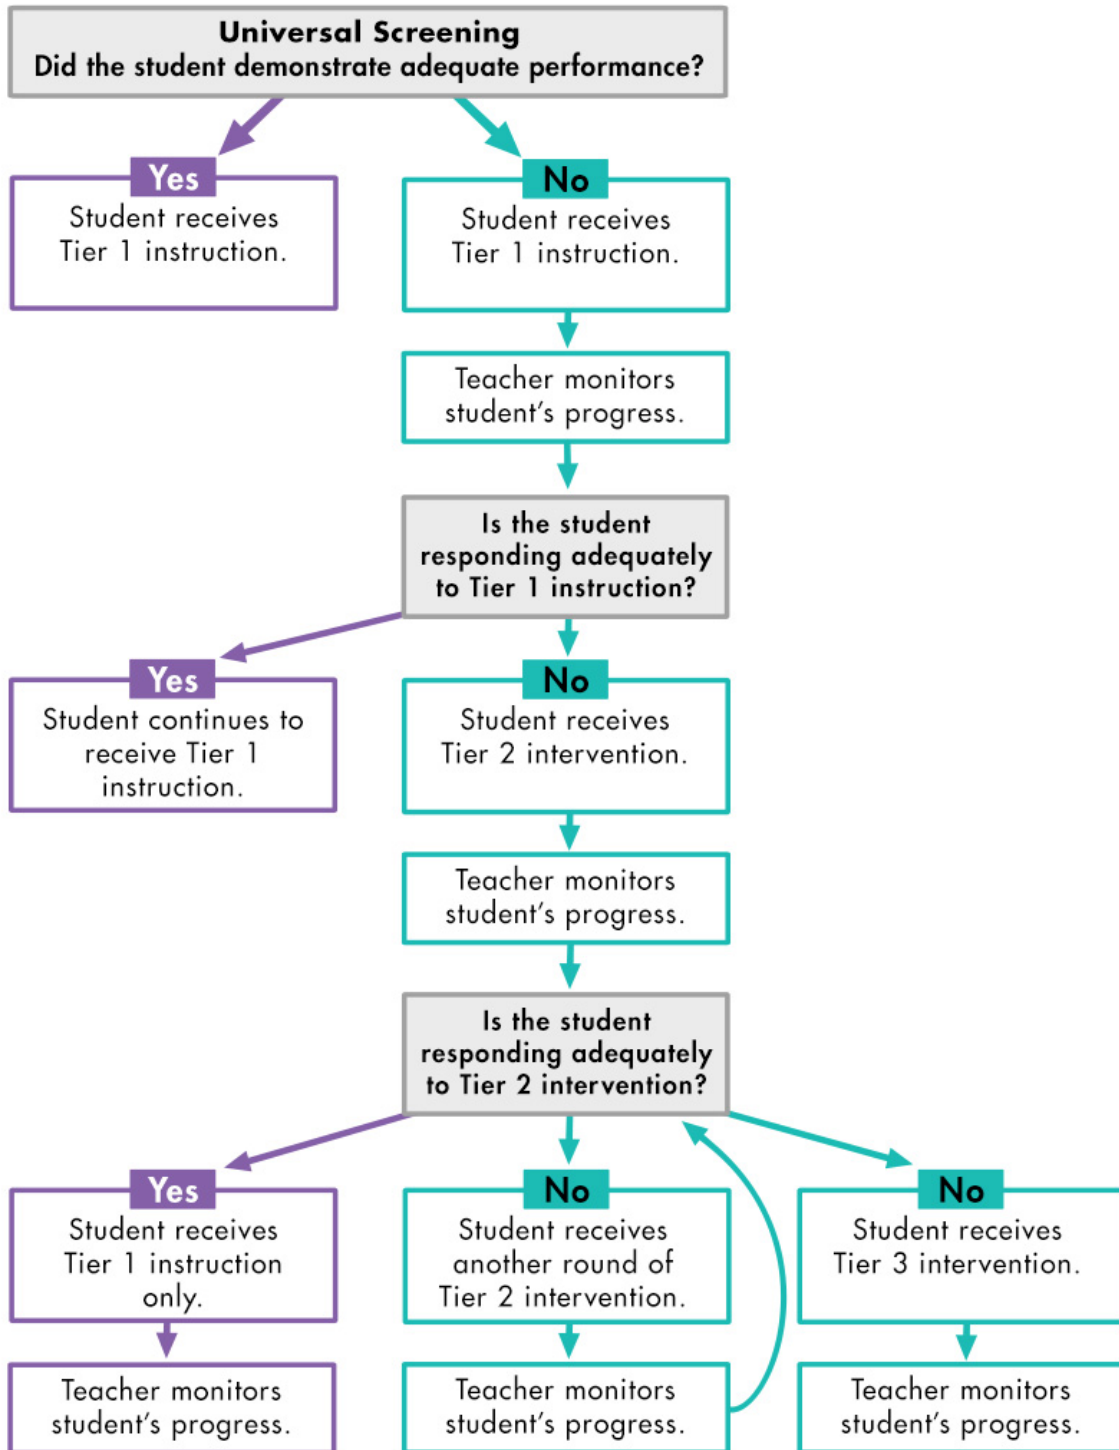 Universal Screening
Did the student demonstrate adequate performance?
Yes
Student receives
Tier 1 instruction.
No
Student receives
Tier 1 instruction.
Teacher monitors
student’s progress.
Is the student
responding adequately
to Tier 1 instruction?
Yes
Student continues to
receive Tier 1
instruction.
No
Student receives
Tier 2 intervention.
Teacher monitors
student’s progress.
Is the student
responding adequately
to Tier 2 intervention?
Yes
Student receives
Tier 1 instruction
only.
Teacher monitors
student’s progress.
No
Student receives
another round of
Tier 2 intervention.
Teacher monitors
student’s progress.
No
Student receives
Tier 3 intervention.
Teacher monitors
student’s progress.